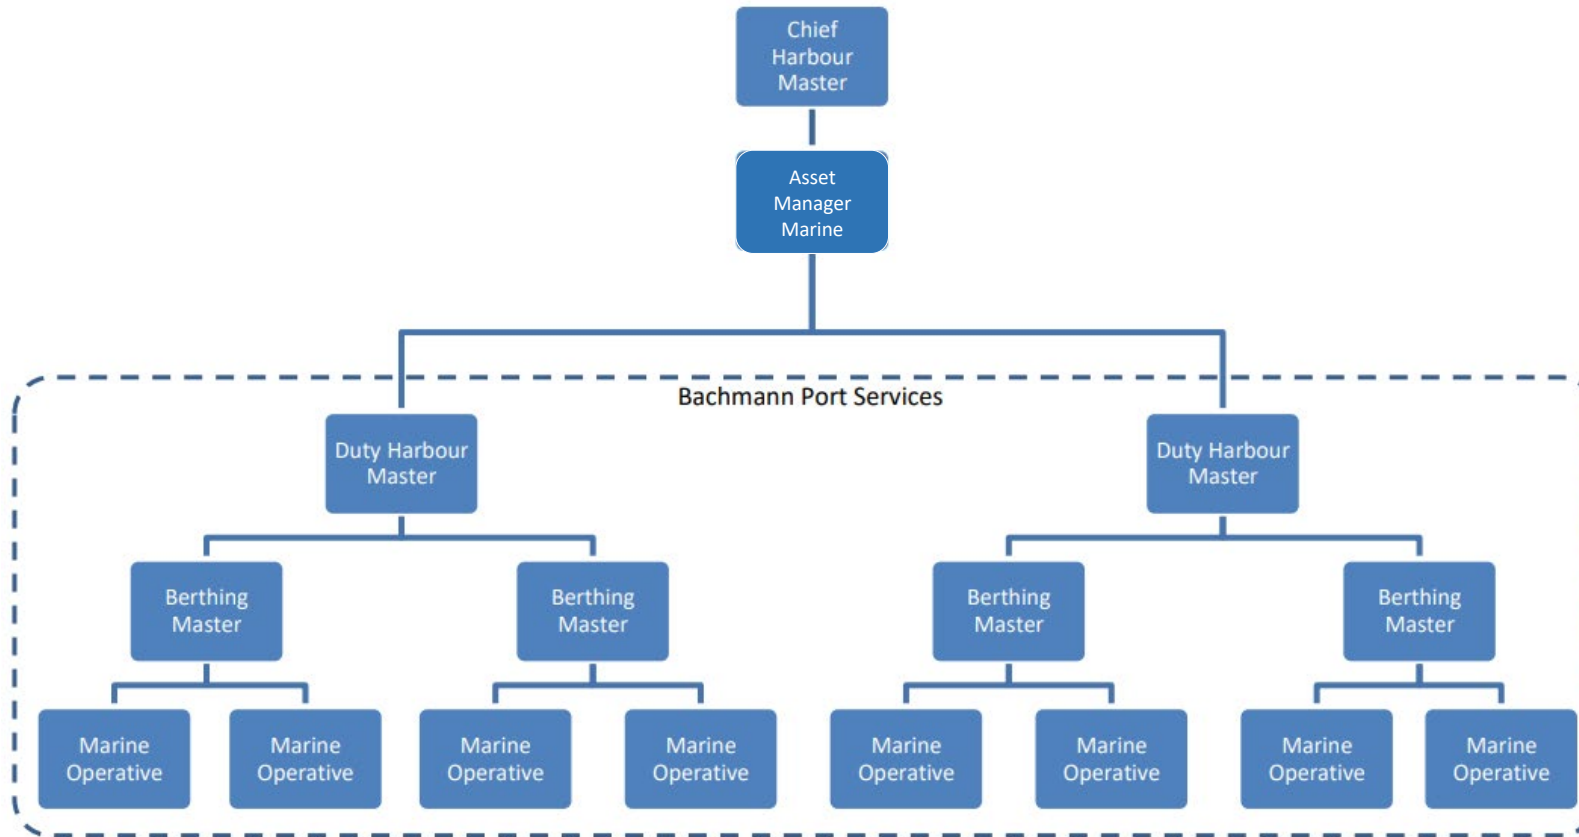 Chief
Harbour
Master
Asset
Manager
Marine
Bachmann Port Services
Duty Harbour
Master
Duty Harbour
Master
Berthing
Master
Berthing
Master
Berthing
Master
Berthing
Master
Marine
Operative
Marine
Operative
Marine
Operative
Marine
Operative
Marine
Operative
Marine
Operative
Marine
Operative
Marine
Operative